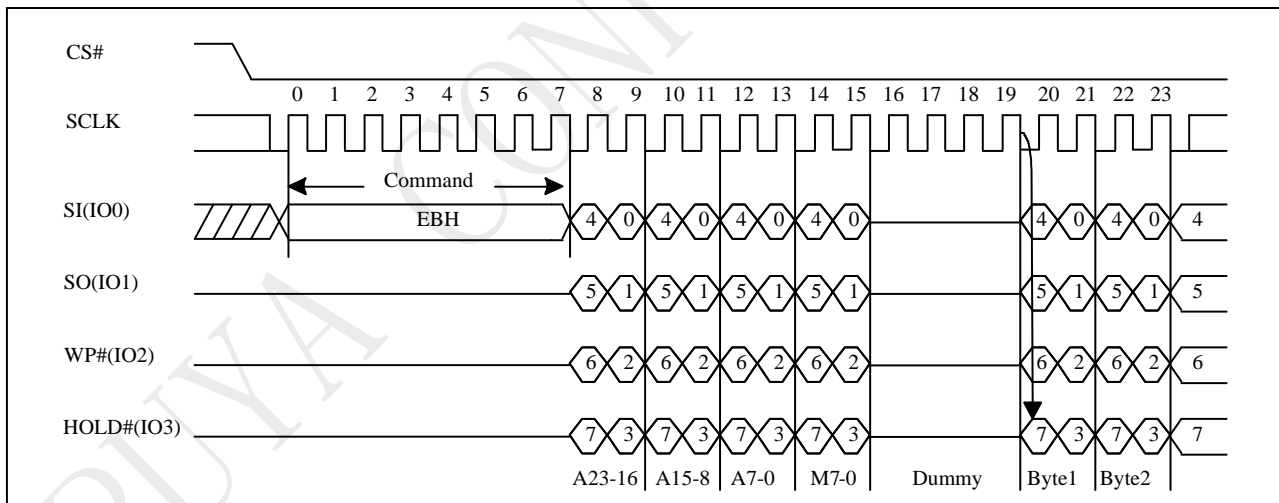 CS#
0 1 2 3 4 5 6 7 8 9 10 11 12 13 14 15 16 17 18 19 20 21 22 23
SCLK
Command
SI(IO0) EBH 4 0 4 0 4 0 4 0 4 0 4 0 4
SO(IO1) 5 1 5 1 5 1 5 1 5 1 5 1 5
WP#(IO2) 6 2 6 2 6 2 6 2 6 2 6 2 6
HOLD#(IO3) 7 3 7 3 7 3 7 3 7 3 7 3 7
A23-16 A15-8 A7-0 M7-0 Dummy Byte1 Byte2
PUYA CONF